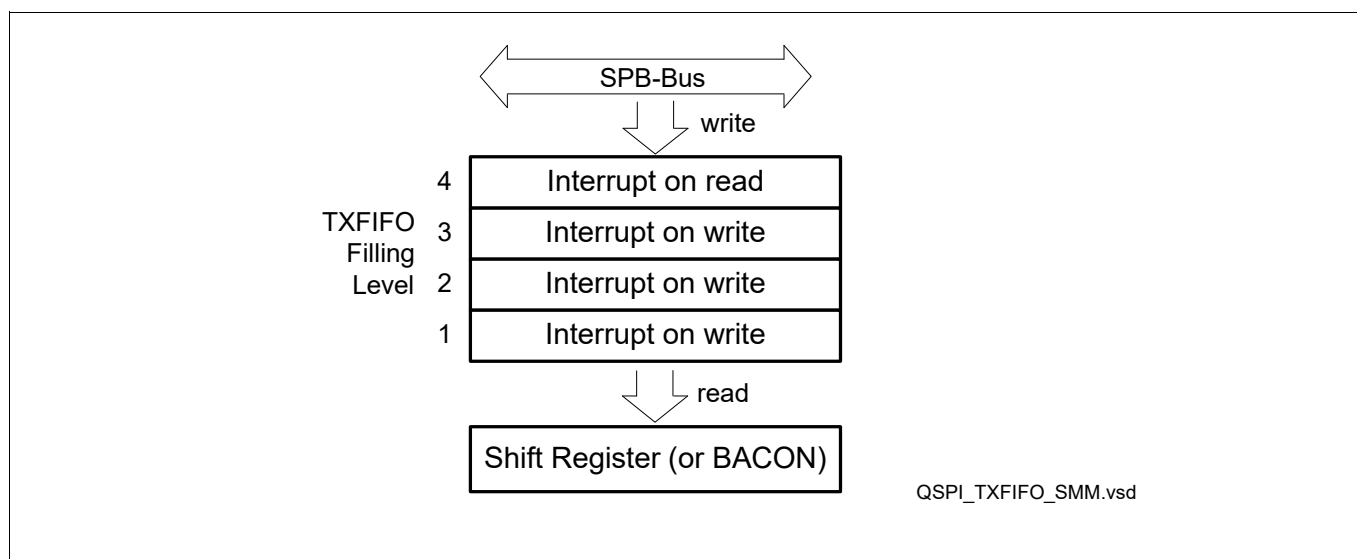 SPB-Bus
write
4 Interrupt on read
TXFIFO
Filling
Level
3 Interrupt on write
2 Interrupt on write
1 Interrupt on write
read
Shift Register (or BACON)
QSPI_TXFIFO_SMM.vsd